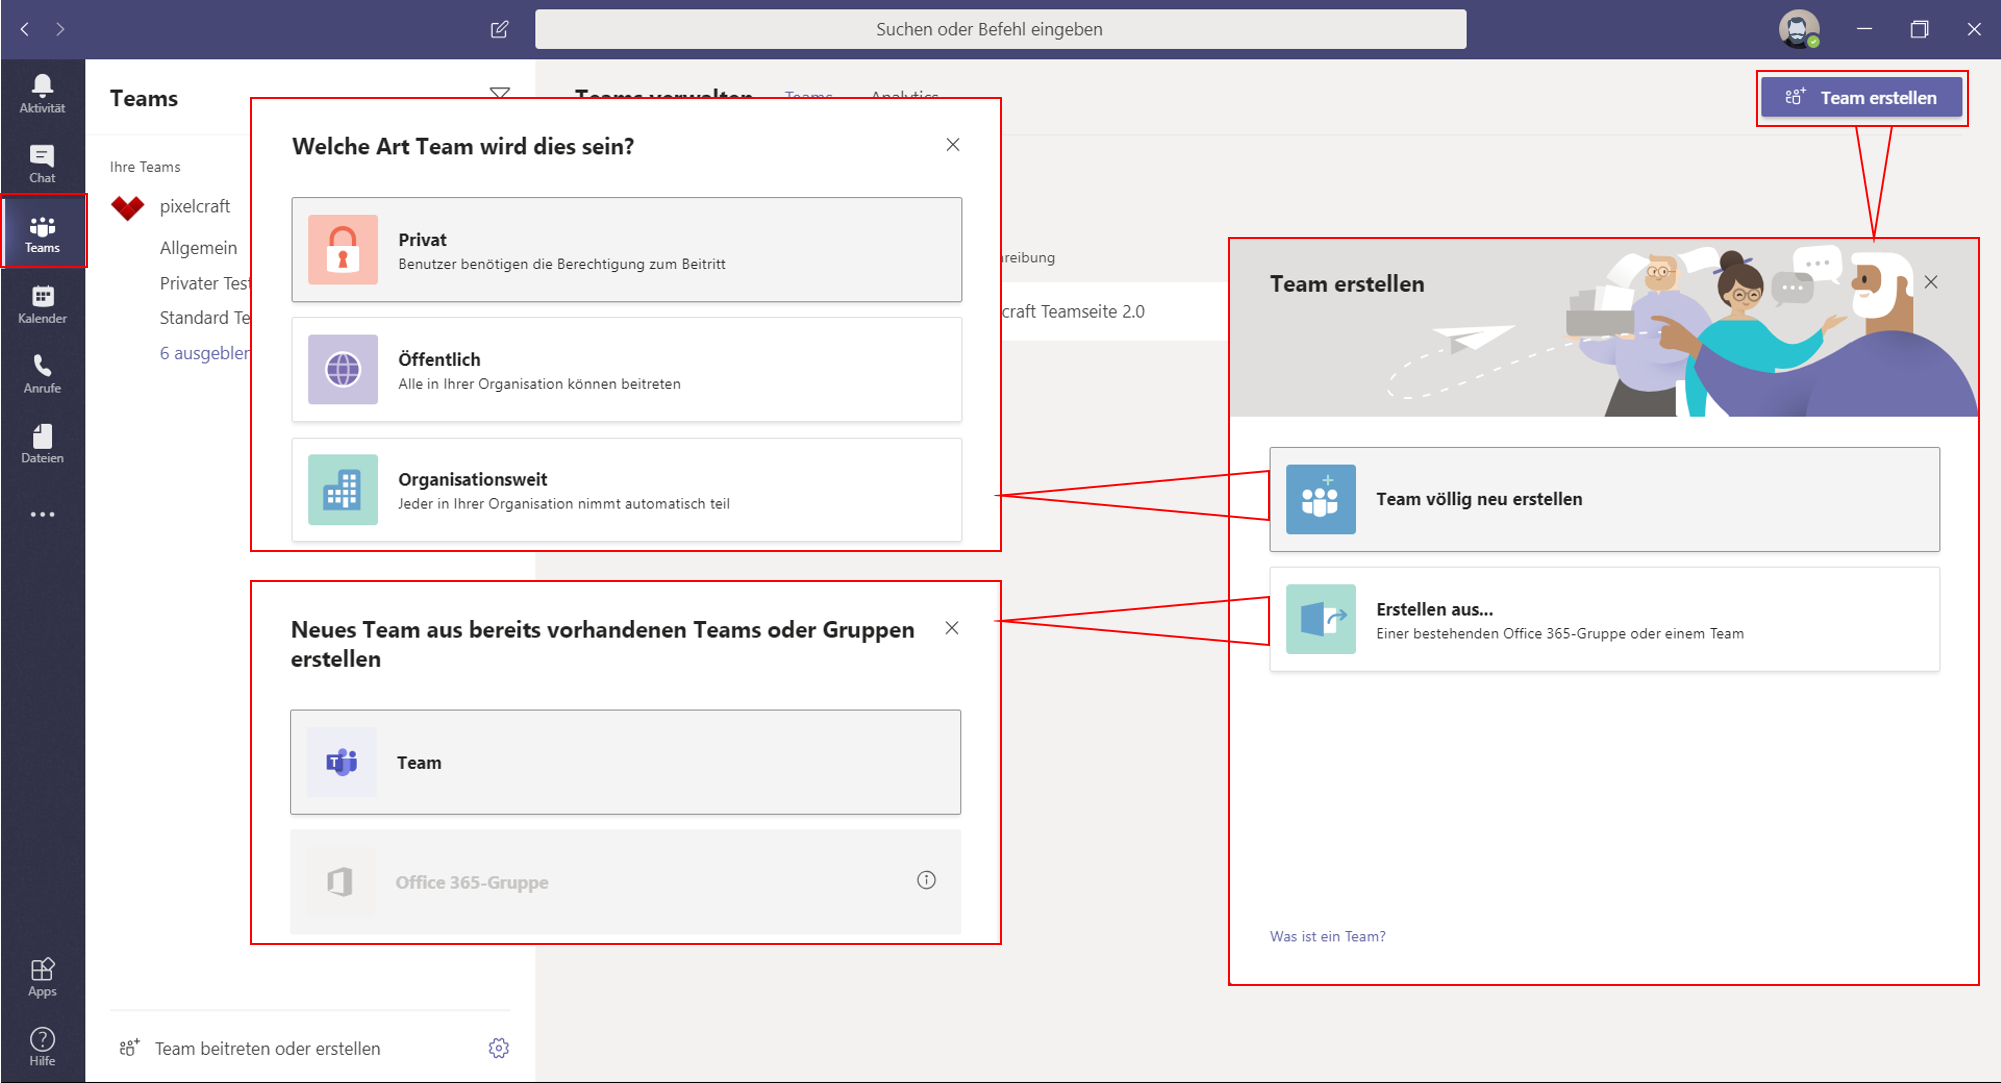 Suchen oder Befehl eingeben
Aktivität
Chat
Teams
Kalender
Anrufe
Dateien
Apps
Hilfe
Teams
Ihre Teams
pixelcraft
Allgemein
Privater Test
Standard Te
6 ausgebler
Team beitreten oder erstellen
Teams verwalten
Teams
Analytics
Team erstellen
reibung
craft Teamseite 2.0
Welche Art Team wird dies sein?
Privat
Benutzer benötigen die Berechtigung zum Beitritt
Öffentlich
Alle in Ihrer Organisation können beitreten
Organisationsweit
Jeder in Ihrer Organisation nimmt automatisch teil
Neues Team aus bereits vorhandenen Teams oder Gruppen
erstellen
T
Team
Office 365-Gruppe
Team erstellen
Team völlig neu erstellen
Erstellen aus...
Einer bestehenden Office 365-Gruppe oder einem Team
Was ist ein Team?